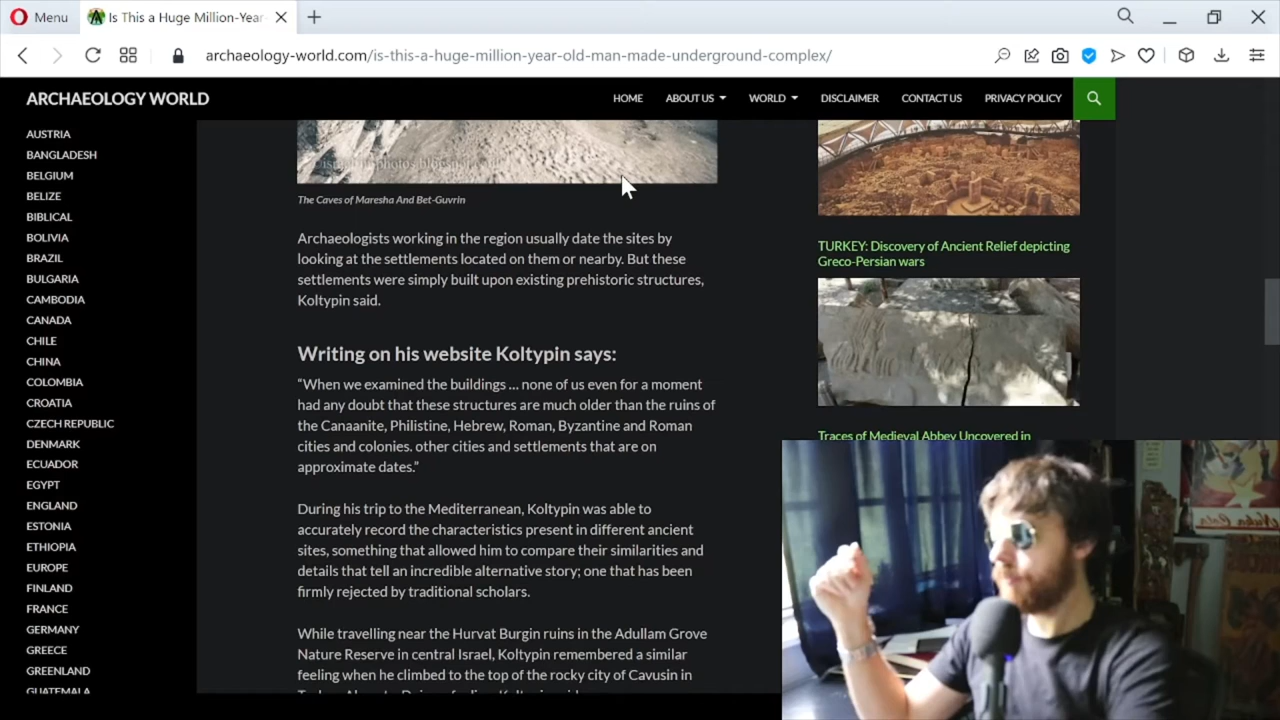 Menu
Is This a Huge Million-Year
archaeology-world.com/is-this-a-huge-million-year-old-man-made-underground-complex/
ARCHAEOLOGY WORLD
HOME
ABOUT US
WORLD
DISCLAIMER
CONTACT US
PRIVACY POLICY
AUSTRIA
BANGLADESH
BELGIUM
BELIZE
BIBLICAL
BOLIVIA
BRAZIL
BULGARIA
CAMBODIA
CANADA
CHILE
CHINA
COLOMBIA
CROATIA
CZECH REPUBLIC
DENMARK
ECUADOR
EGYPT
ENGLAND
ESTONIA
ETHIOPIA
EUROPE
FINLAND
FRANCE
GERMANY
GREECE
GREENLAND
GUATEMALA
The Caves of Maresha And Bet-Guvrin
Archaeologists working in the region usually date the sites by
looking at the settlements located on them or nearby. But these
settlements were simply built upon existing prehistoric structures,
Koltypin said.
Writing on his website Koltypin says:
“When we examined the buildings ... none of us even for a moment
had any doubt that these structures are much older than the ruins of
the Canaanite, Philistine, Hebrew, Roman, Byzantine and Roman
cities and colonies. other cities and settlements that are on
approximate dates.”
During his trip to the Mediterranean, Koltypin was able to
accurately record the characteristics present in different ancient
sites, something that allowed him to compare their similarities and
details that tell an incredible alternative story; one that has been
firmly rejected by traditional scholars.
While travelling near the Hurvat Burgin ruins in the Adullam Grove
Nature Reserve in central Israel, Koltypin remembered a similar
feeling when he climbed to the top of the rocky city of Cavusin in
TURKEY: Discovery of Ancient Relief depicting
Greco-Persian wars
Traces of Medieval Abbey Uncovered in